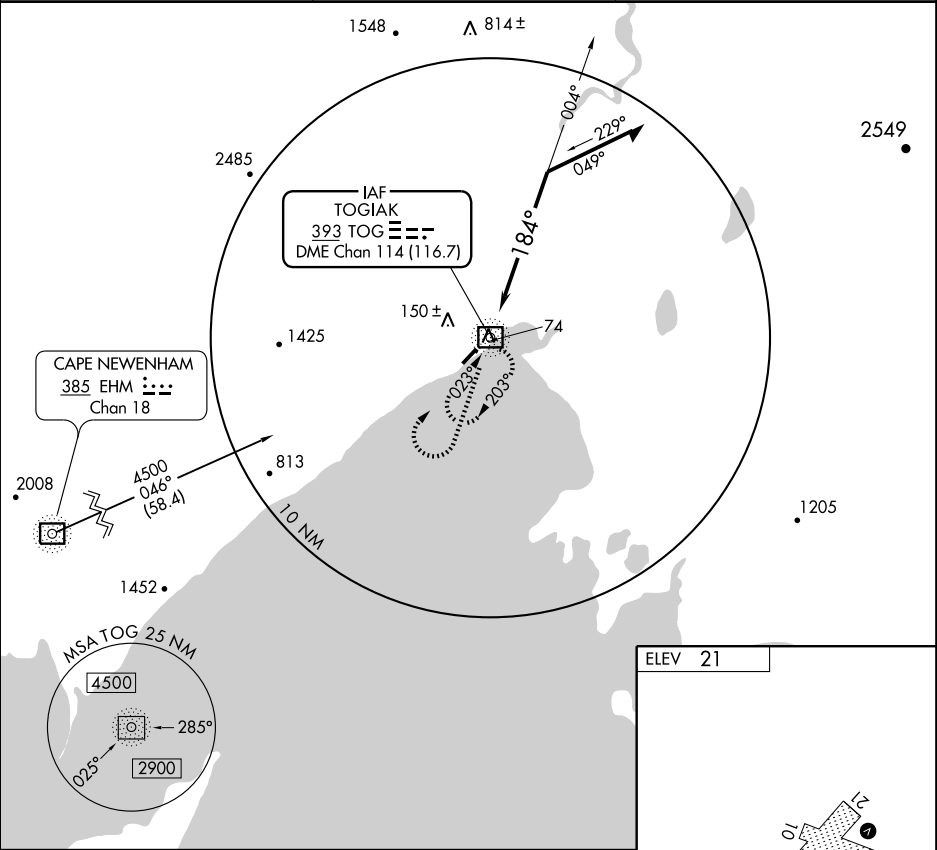 1548
814 ±
004°
229°
049°
2549
2485
IAF
TOGIAK
393 TOG
DME Chan 114 (116.7)
184°
150 ±
74
1425
023°
203°
CAPE NEWENHAM
385 EHM
Chan 18
4500
046°
(58.4)
813
2008
10 NM
1205
1452
MSA TOG 25 NM
4500
285°
025°
2900
ELEV 21
21
10
V